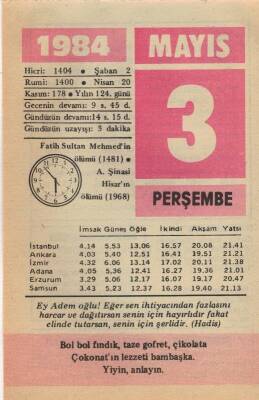 1984
MAYIS
Hicri: 1404 • Şaban 2
Rumi: 1400 • Nisan 20
Kasım: 178 • Yılın 124. günü
Gecenin devamı: 9 s. 45 d.
Gündüzün devamı:14 s. 15 d.
Gündüzün uzayışı: 3 dakika
3
Fatih Sultan Mehmed'in
ölümü (1481) •
A. Şinasi
Hisar'ın
ölümü (1968)
PERŞEMBE
İmsak Güneş Öğle İkindi Akşam Yatsı
İstanbul 4.14 5.53 13.06 16.57 20.08 21.41
Ankara 4.03 5.40 12.51 16.41 19.51 21.21
İzmir 4.32 6.06 13.14 17.02 20.11 21.38
Adana 4.05 5.36 12.41 16.27 19.36 21.01
Erzurum 3.29 5.06 12.17 16.07 19.17 20.47
Samsun 3.43 5.23 12.37 16.28 19.40 21.13
Ey Adem oğlu! Eğer sen ihtiyacından fazlasını
harcar ve dağıtırsan senin için hayırlıdır fakat
elinde tutarsan, senin için şerlidir. (Hadis)
Bol bol fındık, taze gofret, çikolata
Çokonat'ın lezzeti bambaşka.
Yiyin, anlayın.